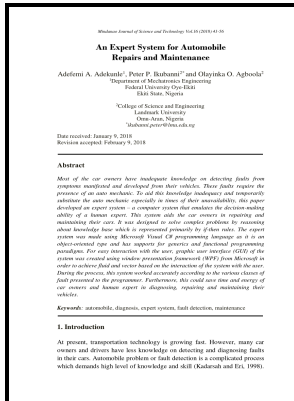 Mindanao Journal of Science and Technology Vol.16 (2018) 41-56
An Expert System for Automobile
Repairs and Maintenance
Adefemi A. Adekunle¹, Peter P. Ikubanni²* and Olayinka O. Agboola²
¹Department of Mechatronics Engineering
Federal University Oye-Ekiti
Ekiti State, Nigeria
²College of Science and Engineering
Landmark University
Omu-Aran, Nigeria
*ikubanni.peter@lmu.edu.ng
Date received: January 9, 2018
Revision accepted: February 9, 2018
Abstract
Most of the car owners have inadequate knowledge on detecting faults from
symptoms manifested and developed from their vehicles. These faults require the
presence of an auto mechanic. To aid this knowledge inadequacy and temporarily
substitute the auto mechanic especially in times of their unavailability, this paper
developed an expert system – a computer system that emulates the decision-making
ability of a human expert. This system aids the car owners in repairing and
maintaining their cars. It was designed to solve complex problems by reasoning
about knowledge base which is represented primarily by if-then rules. The expert
system was made using Microsoft Visual C# programming language as it is an
object-oriented type and has supports for generics and functional programming
paradigms. For easy interaction with the user, graphic user interface (GUI) of the
system was created using window presentation framework (WPF) from Microsoft in
order to achieve fluid and vector based on the interaction of the system with the user.
During the process, this system worked accurately according to the various classes of
fault presented to the programmer. Furthermore, this could save time and energy of
car owners and human expert in diagnosing, repairing and maintaining their
vehicles.
Keywords: automobile, diagnosis, expert system, fault detection, maintenance
1. Introduction
At present, transportation technology is growing fast. However, many car
owners and drivers have less knowledge on detecting and diagnosing faults
in their cars. Automobile problem or fault detection is a complicated process
which demands high level of knowledge and skill (Kadarsah and Eri, 1998).